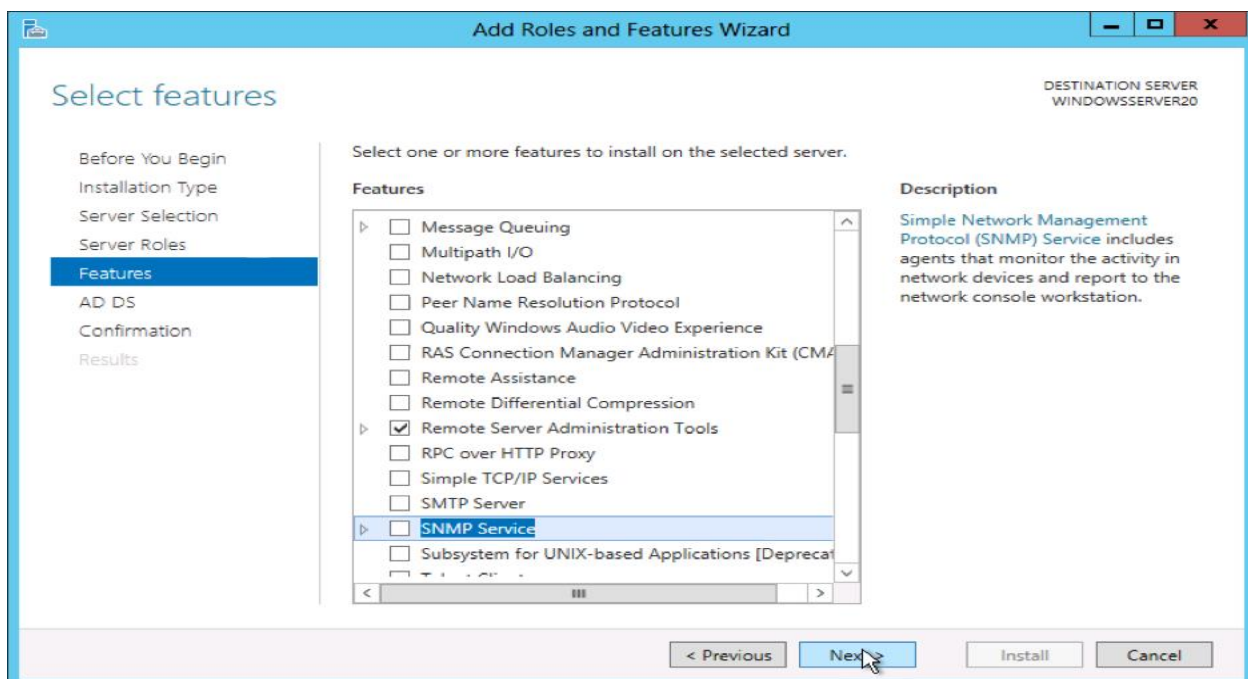 Add Roles and Features Wizard
Select features
DESTINATION SERVER
WINDOWSSERVER20
Before You Begin
Installation Type
Server Selection
Server Roles
Features
AD DS
Confirmation
Results
Select one or more features to install on the selected server.
Features
Message Queuing
Multipath I/O
Network Load Balancing
Peer Name Resolution Protocol
Quality Windows Audio Video Experience
RAS Connection Manager Administration Kit (CMA
Remote Assistance
Remote Differential Compression
Remote Server Administration Tools
RPC over HTTP Proxy
Simple TCP/IP Services
SMTP Server
SNMP Service
Subsystem for UNIX-based Applications [Deprecat
Description
Simple Network Management
Protocol (SNMP) Service includes
agents that monitor the activity in
network devices and report to the
network console workstation.
< Previous
Next >
Install
Cancel